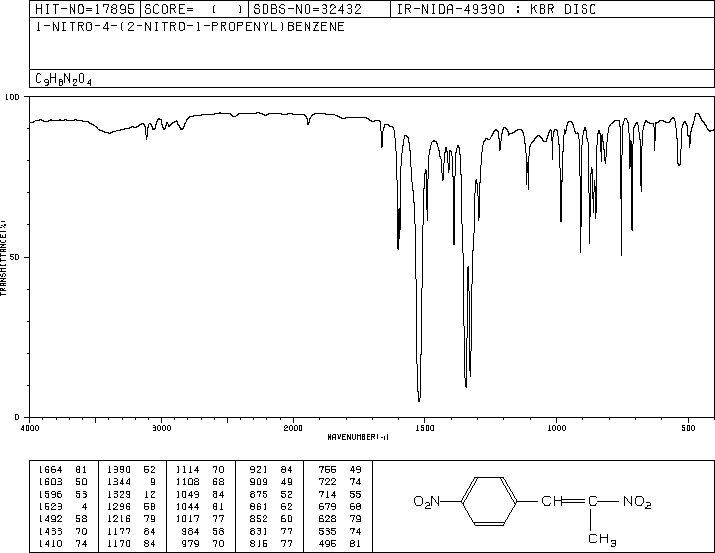 HIT-NO=17895 SCORE= ( ) SDBS-NO=32432 IR-NIDA-49390 : KBR DISC
1-NITRO-4-(2-NITRO-1-PROPENYL)BENZENE
C9H8N2O4
100
50
0
TRANSMITTANCE(%)
4000 3000 2000 1500 1000 500
WAVENUMBER(-1)
1664 81 1390 52 1114 70 921 84 755 49
1603 50 1344 9 1108 68 909 49 722 74
1596 53 1329 12 1049 84 875 52 714 55
1523 4 1296 68 1044 81 861 62 679 68
1492 58 1216 79 1017 77 852 60 628 79
1433 70 1177 84 984 58 831 77 535 74
1410 74 1170 84 979 70 816 77 495 81
O2N CH C NO2
CH3